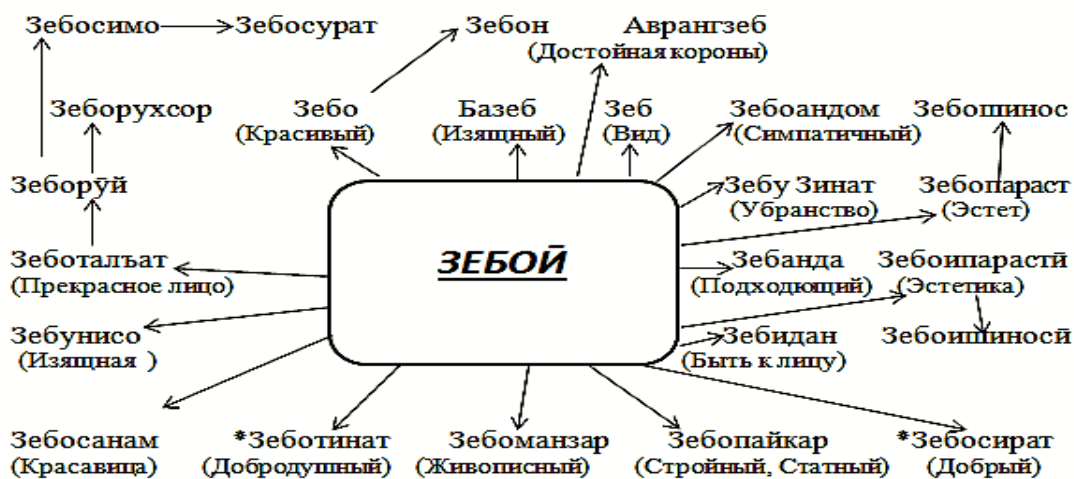 Зебосимо Зебосурат Зебон Аврангзеб
(Достойная короны)
Зеборухсор Зебо Базеб Зеб Зебоандом Зебошинос
(Красивый) (Изящный) (Вид) (Симпатичный)
Зеборӯй Зебу Зинат Зебопараст
(Убранство) (Эстет)
ЗЕБОӢ
Зеботалъат Зебанда Зебоипарастӣ
(Прекрасное лицо) (Подходющий) (Эстетика)
Зебунисо Зебидан Зебоишиносӣ
(Изящная ) (Быть к лицу)
Зебосанам *Зеботинат Зебоманзар Зебопайкар *Зебосират
(Красавица) (Добродушный) (Живописный) (Стройный, Статный) (Добрый)